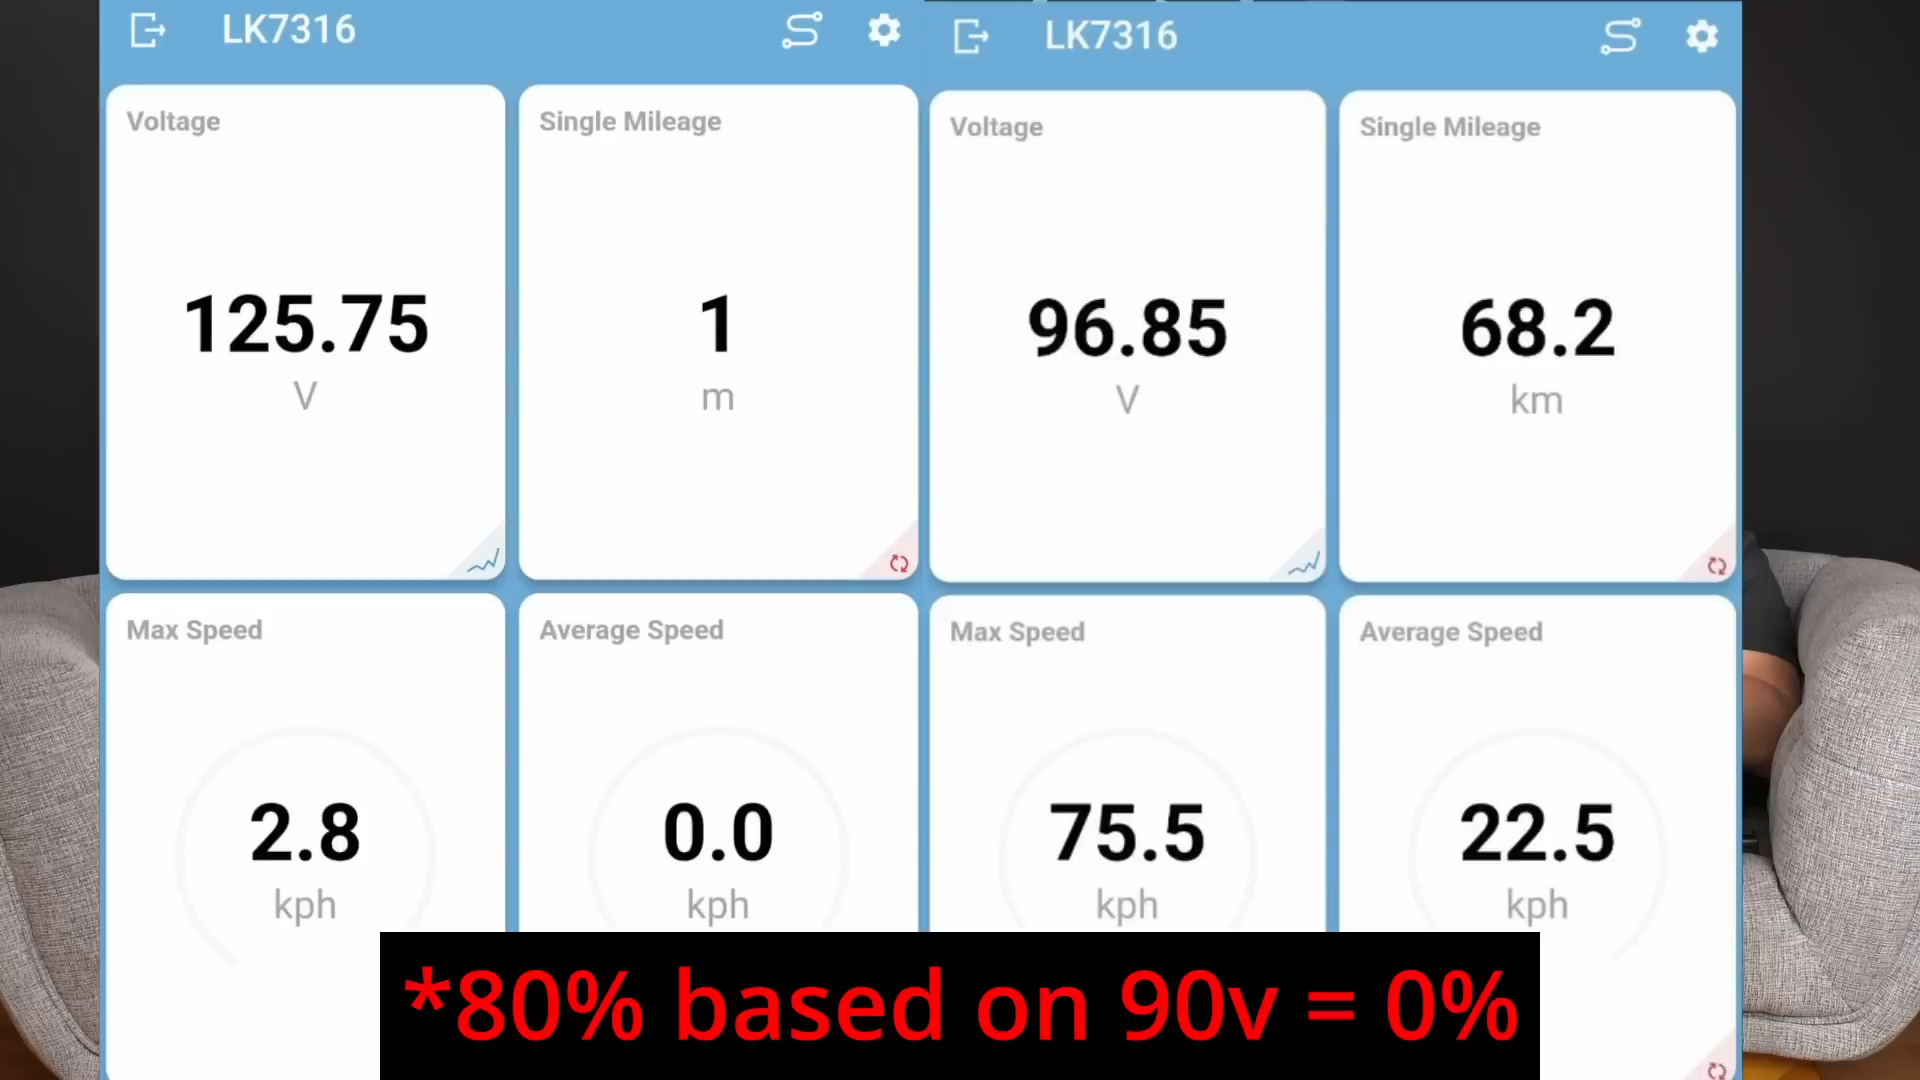 LK7316
Voltage
125.75
V
Single Mileage
1
m
Max Speed
2.8
kph
Average Speed
0.0
kph
LK7316
Voltage
96.85
V
Single Mileage
68.2
km
Max Speed
75.5
kph
Average Speed
22.5
kph
*80% based on 90v = 0%